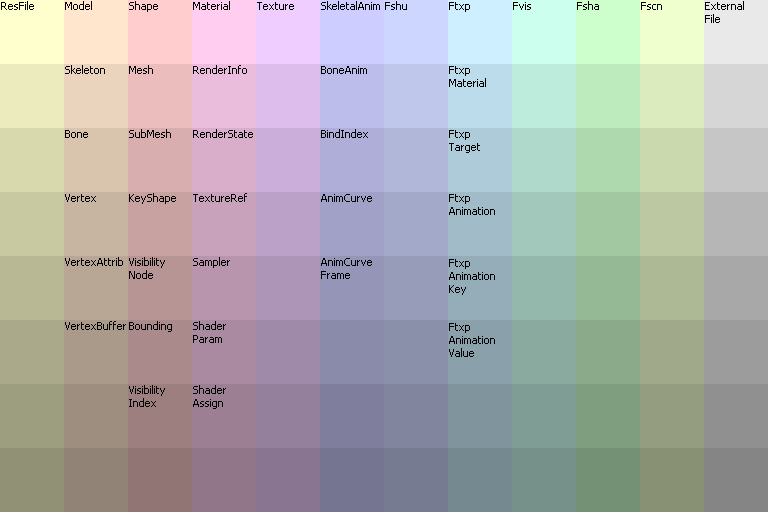 ResFile Model Shape Material Texture SkeletalAnim Fshu Ftxp Fvis Fsha Fscn External
File
Skeleton Mesh RenderInfo BoneAnim Ftxp
Material
Bone SubMesh RenderState BindIndex Ftxp
Target
Vertex KeyShape TextureRef AnimCurve Ftxp
Animation
VertexAttrib Visibility Sampler AnimCurve Ftxp
Node Frame Animation
Key
VertexBuffer Bounding Shader Ftxp
Param Animation
Value
Visibility Shader
Index Assign